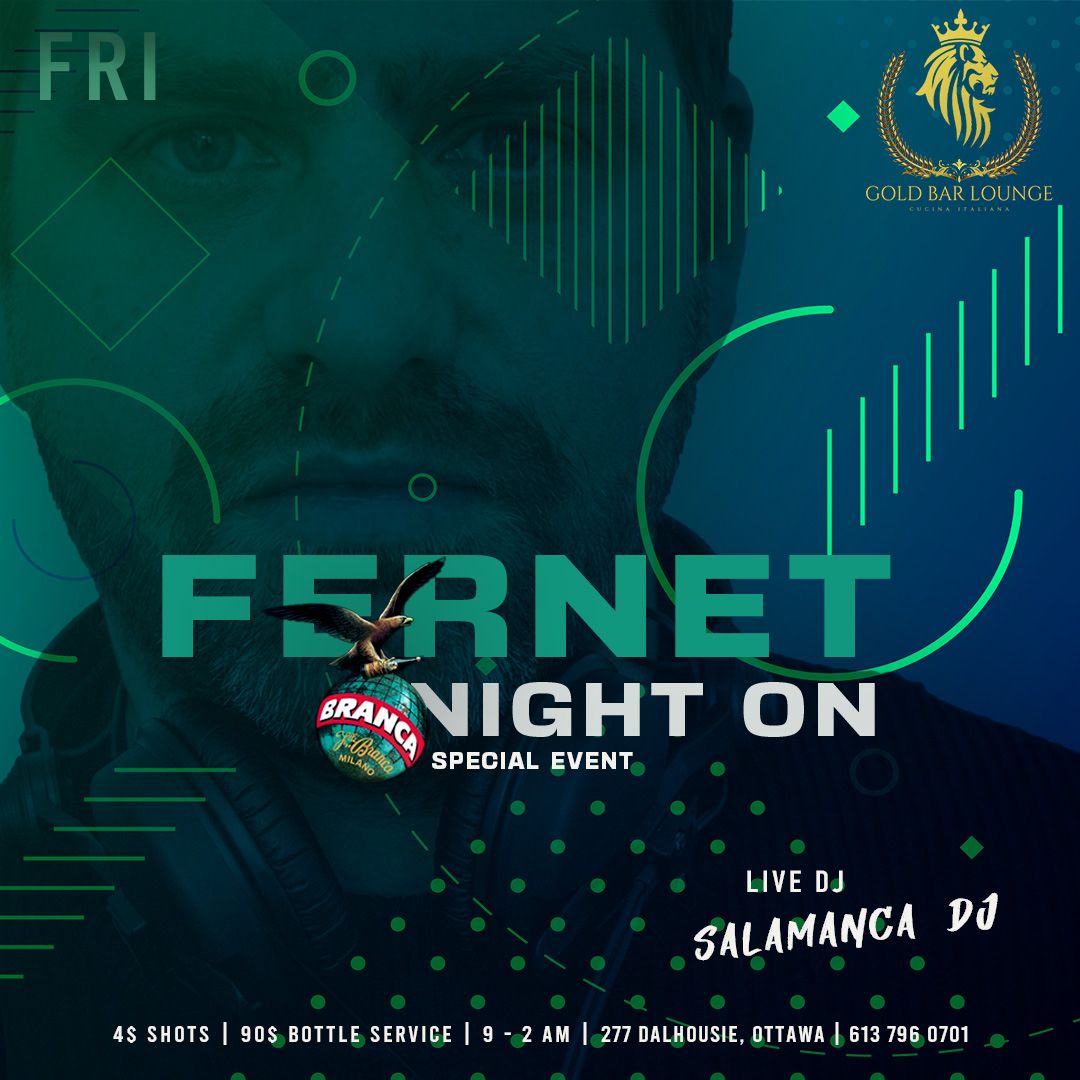 FRI
GOLD BAR LOUNGE
CUCINA ITALIANA
FERNET
NIGHT ON
BRANCA
Branca
MILANO
SPECIAL EVENT
LIVE DJ
SALAMANCA DJ
4$ SHOTS | 90$ BOTTLE SERVICE | 9 - 2 AM | 277 DALHOUSIE, OTTAWA | 613 796 0701